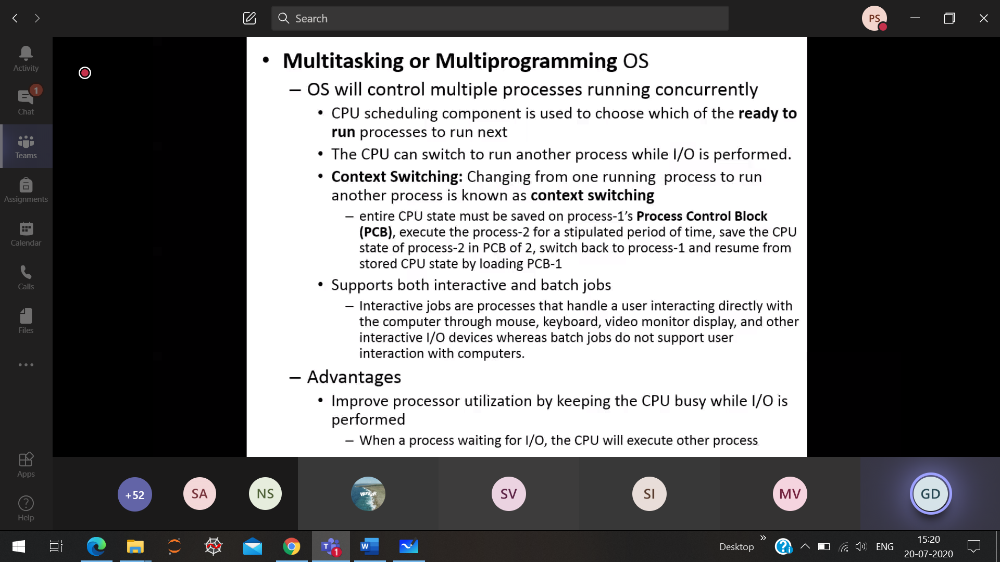 Search
PS
Activity
1
Chat
Teams
Assignments
Calendar
Calls
Files
Apps
Help
• Multitasking or Multiprogramming OS
– OS will control multiple processes running concurrently
• CPU scheduling component is used to choose which of the ready to
run processes to run next
• The CPU can switch to run another process while I/O is performed.
• Context Switching: Changing from one running process to run
another process is known as context switching
– entire CPU state must be saved on process-1’s Process Control Block
(PCB), execute the process-2 for a stipulated period of time, save the CPU
state of process-2 in PCB of 2, switch back to process-1 and resume from
stored CPU state by loading PCB-1
• Supports both interactive and batch jobs
– Interactive jobs are processes that handle a user interacting directly with
the computer through mouse, keyboard, video monitor display, and other
interactive I/O devices whereas batch jobs do not support user
interaction with computers.
– Advantages
• Improve processor utilization by keeping the CPU busy while I/O is
performed
– When a process waiting for I/O, the CPU will execute other process
+52
SA
NS
WAVE
SV
SI
MV
GD
T
1
W
Desktop
ENG
15:20
20-07-2020